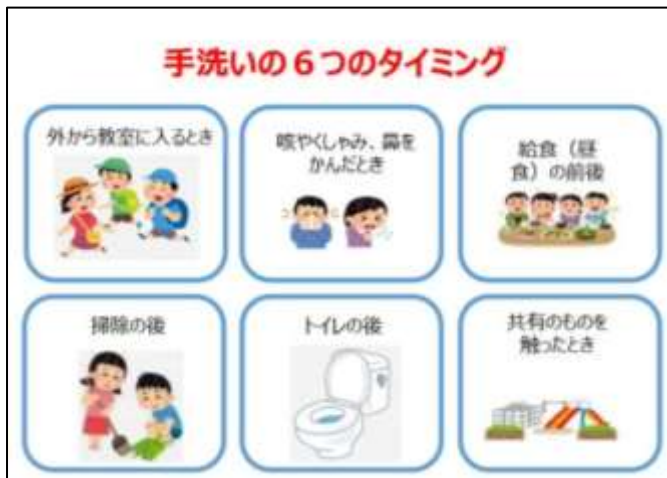 手洗いの６つのタイミング
外から教室に入るとき
咳やくしゃみ、鼻を
かんだとき
給食（昼
食）の前後
掃除の後
トイレの後
共有のものを
触ったとき